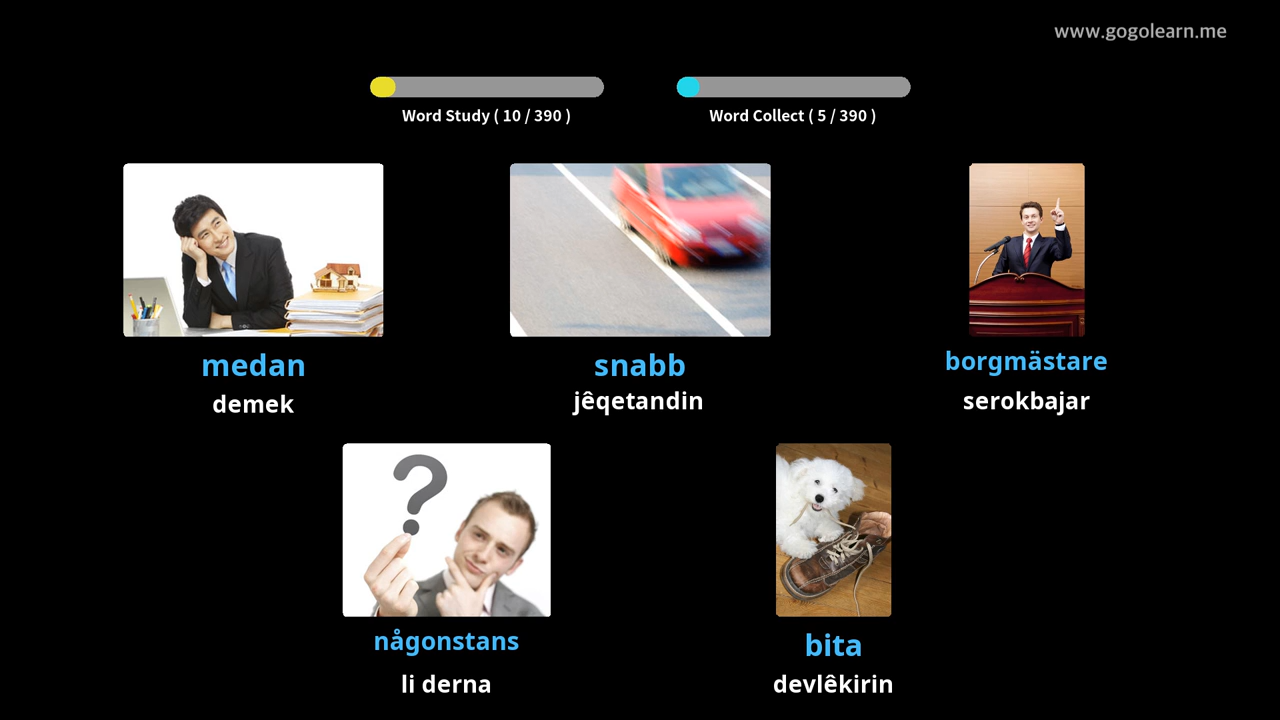 www.gogolearn.me
Word Study ( 10 / 390 )
Word Collect ( 5 / 390 )
medan
demek
snabb
jêqetandin
borgmästare
serokbajar
någonstans
li derna
bita
devlêkirin